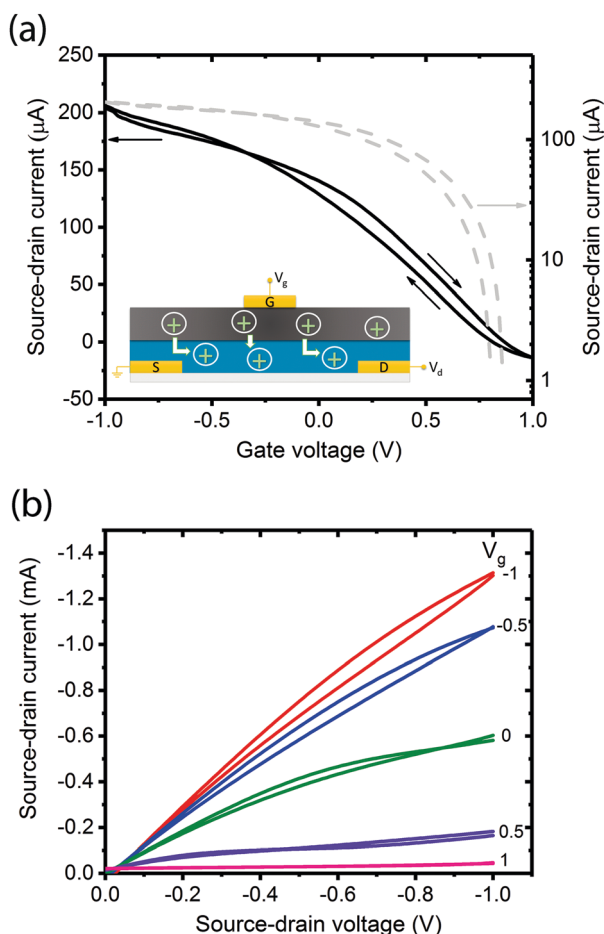 (a)
250
200
150
100
50
0
-50
Source-drain current (μA)
100
10
1
Source-drain current (μA)
Vg
G
S
D
Vd
-1.0 -0.5 0.0 0.5 1.0
Gate voltage (V)
(b)
-1.4
-1.2
-1.0
-0.8
-0.6
-0.4
-0.2
0.0
Source-drain current (mA)
Vg
-1
-0.5
0
0.5
1
0.0 -0.2 -0.4 -0.6 -0.8 -1.0
Source-drain voltage (V)